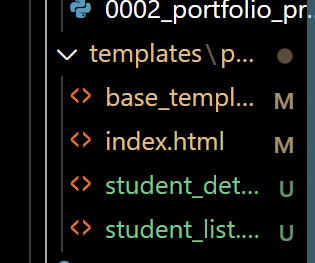 0002_portfolio_pr...
templates\p...
base_templ... M
index.html M
student_det... U
student_list.... U